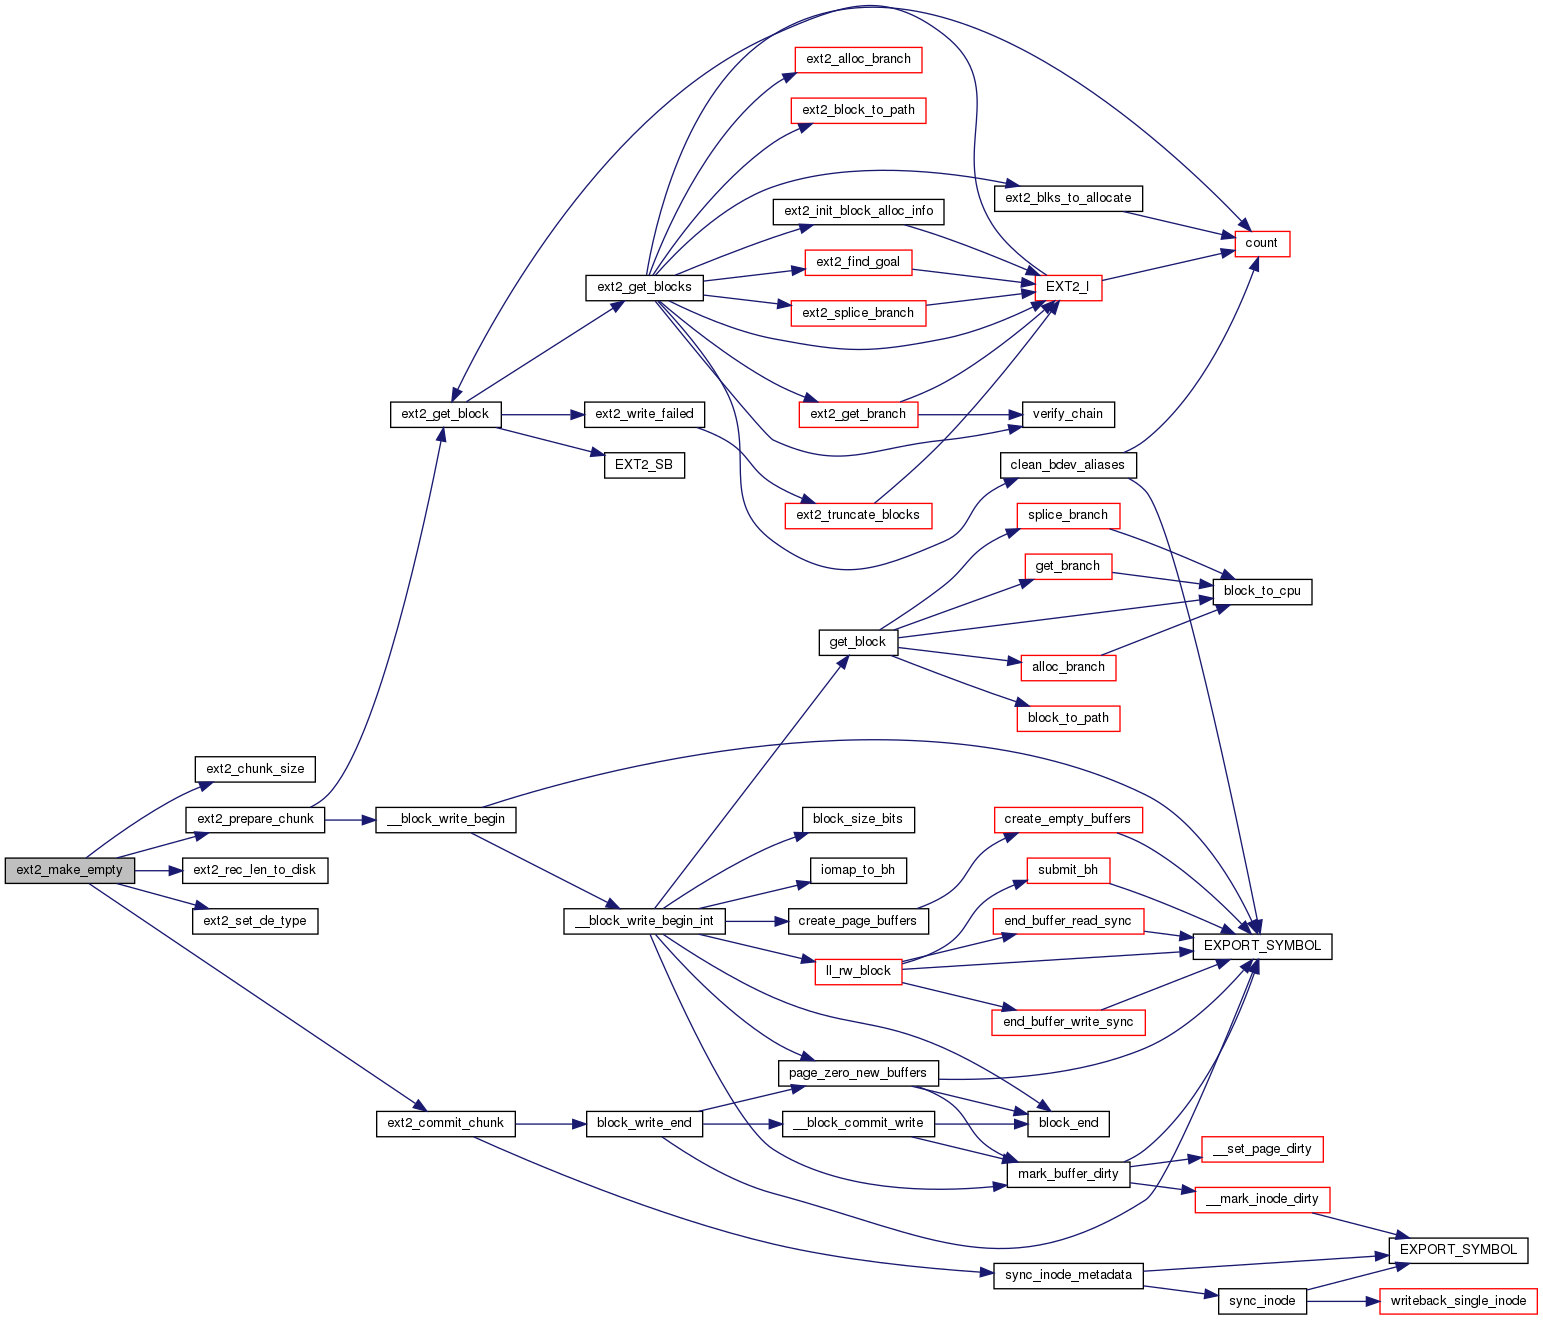 ext2_alloc_branch
ext2_block_to_path
ext2_blks_to_allocate
ext2_init_block_alloc_info
count
ext2_find_goal
ext2_get_blocks
EXT2_I
ext2_splice_branch
ext2_get_block
ext2_write_failed
ext2_get_branch
verify_chain
EXT2_SB
clean_bdev_aliases
ext2_truncate_blocks
splice_branch
get_branch
block_to_cpu
get_block
alloc_branch
block_to_path
ext2_chunk_size
ext2_prepare_chunk
__block_write_begin
block_size_bits
create_empty_buffers
ext2_make_empty
ext2_rec_len_to_disk
iomap_to_bh
submit_bh
ext2_set_de_type
__block_write_begin_int
create_page_buffers
end_buffer_read_sync
EXPORT_SYMBOL
ll_rw_block
end_buffer_write_sync
page_zero_new_buffers
ext2_commit_chunk
block_write_end
__block_commit_write
block_end
__set_page_dirty
mark_buffer_dirty
__mark_inode_dirty
EXPORT_SYMBOL
sync_inode_metadata
sync_inode
writeback_single_inode